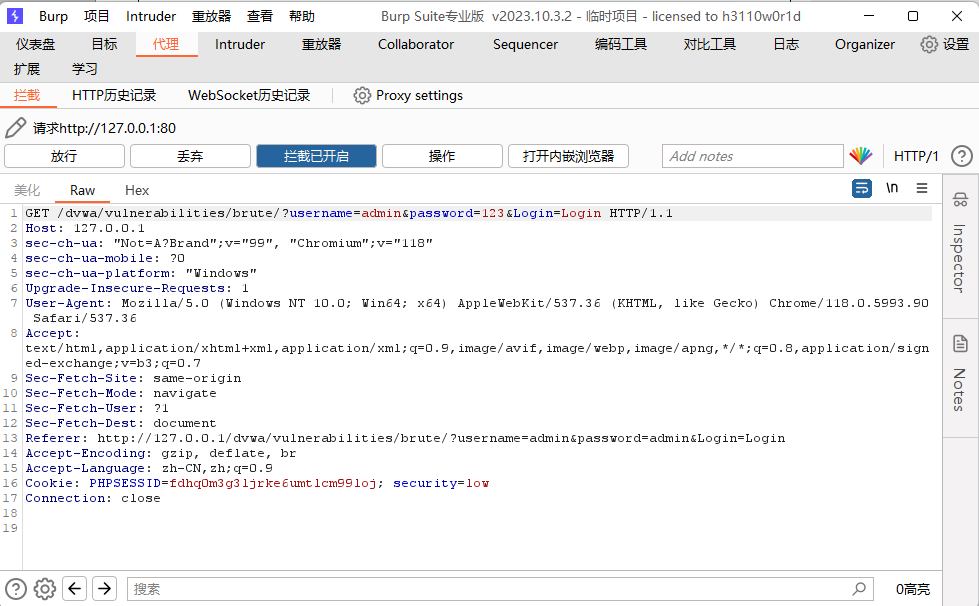 Burp 项目 Intruder 重放器 查看 帮助 Burp Suite专业版 v2023.10.3.2 - 临时项目 - licensed to h3110w0r1d
仪表盘 目标 代理 Intruder 重放器 Collaborator Sequencer 编码工具 对比工具 日志 Organizer 设置
扩展 学习
拦截 HTTP历史记录 WebSocket历史记录 Proxy settings
请求http://127.0.0.1:80
放行 丢弃 拦截已开启 操作 打开内嵌浏览器 Add notes HTTP/1 ?
美化 Raw Hex \n
1 GET /dvwa/vulnerabilities/brute/?username=admin&password=123&Login=Login HTTP/1.1
2 Host: 127.0.0.1
3 sec-ch-ua: "Not=A?Brand";v="99", "Chromium";v="118"
4 sec-ch-ua-mobile: ?0
5 sec-ch-ua-platform: "Windows"
6 Upgrade-Insecure-Requests: 1
7 User-Agent: Mozilla/5.0 (Windows NT 10.0; Win64; x64) AppleWebKit/537.36 (KHTML, like Gecko) Chrome/118.0.5993.90
Safari/537.36
8 Accept:
text/html,application/xhtml+xml,application/xml;q=0.9,image/avif,image/webp,image/apng,*/*;q=0.8,application/sign
ed-exchange;v=b3;q=0.7
9 Sec-Fetch-Site: same-origin
10 Sec-Fetch-Mode: navigate
11 Sec-Fetch-User: ?1
12 Sec-Fetch-Dest: document
13 Referer: http://127.0.0.1/dvwa/vulnerabilities/brute/?username=admin&password=admin&Login=Login
14 Accept-Encoding: gzip, deflate, br
15 Accept-Language: zh-CN,zh;q=0.9
16 Cookie: PHPSESSID=fdhq0m3g3ljrke6umtlcm99loj; security=low
17 Connection: close
18
19
Inspector
Notes
? 搜索 0高亮